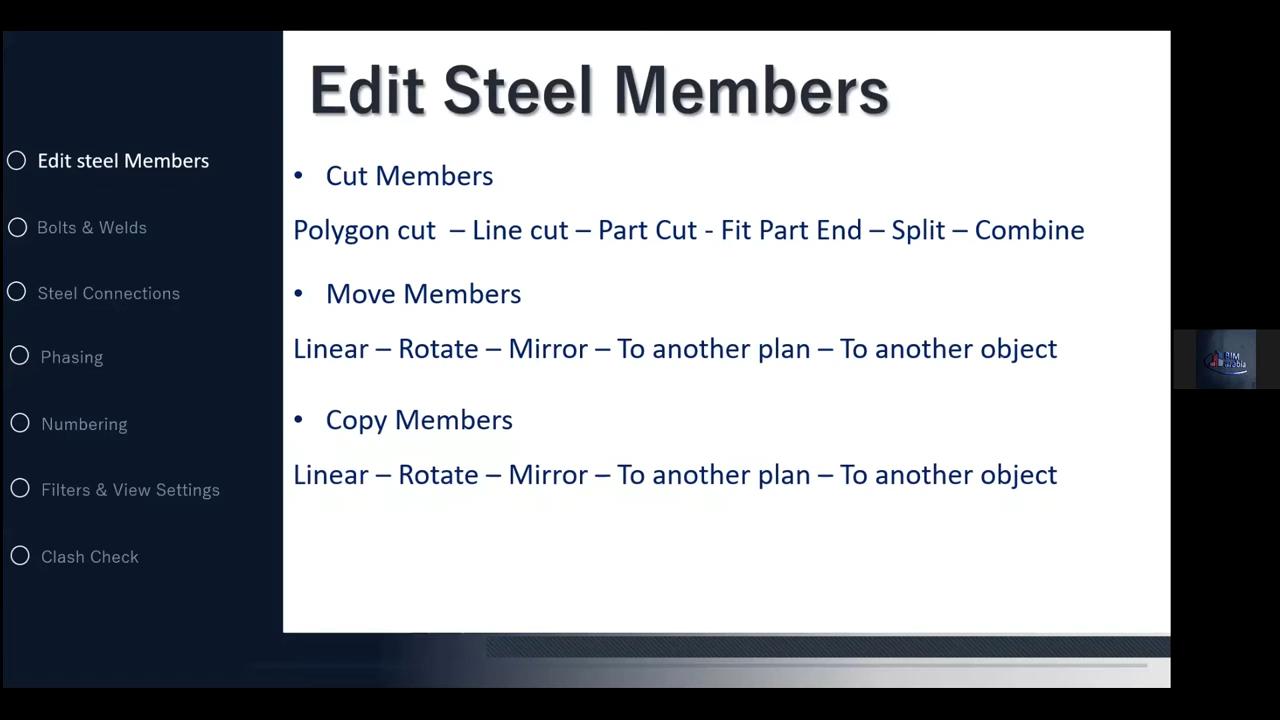 Edit Steel Members
Edit steel Members
Bolts & Welds
Steel Connections
Phasing
Numbering
Filters & View Settings
Clash Check
• Cut Members
Polygon cut – Line cut – Part Cut - Fit Part End – Split – Combine
• Move Members
Linear – Rotate – Mirror – To another plan – To another object
• Copy Members
Linear – Rotate – Mirror – To another plan – To another object
BIM